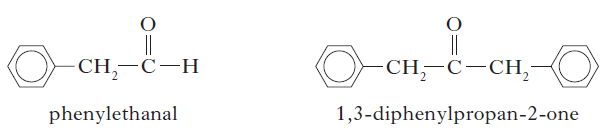 O O
CH₂—C—H CH₂—C—CH₂
phenylethanal 1,3-diphenylpropan-2-one